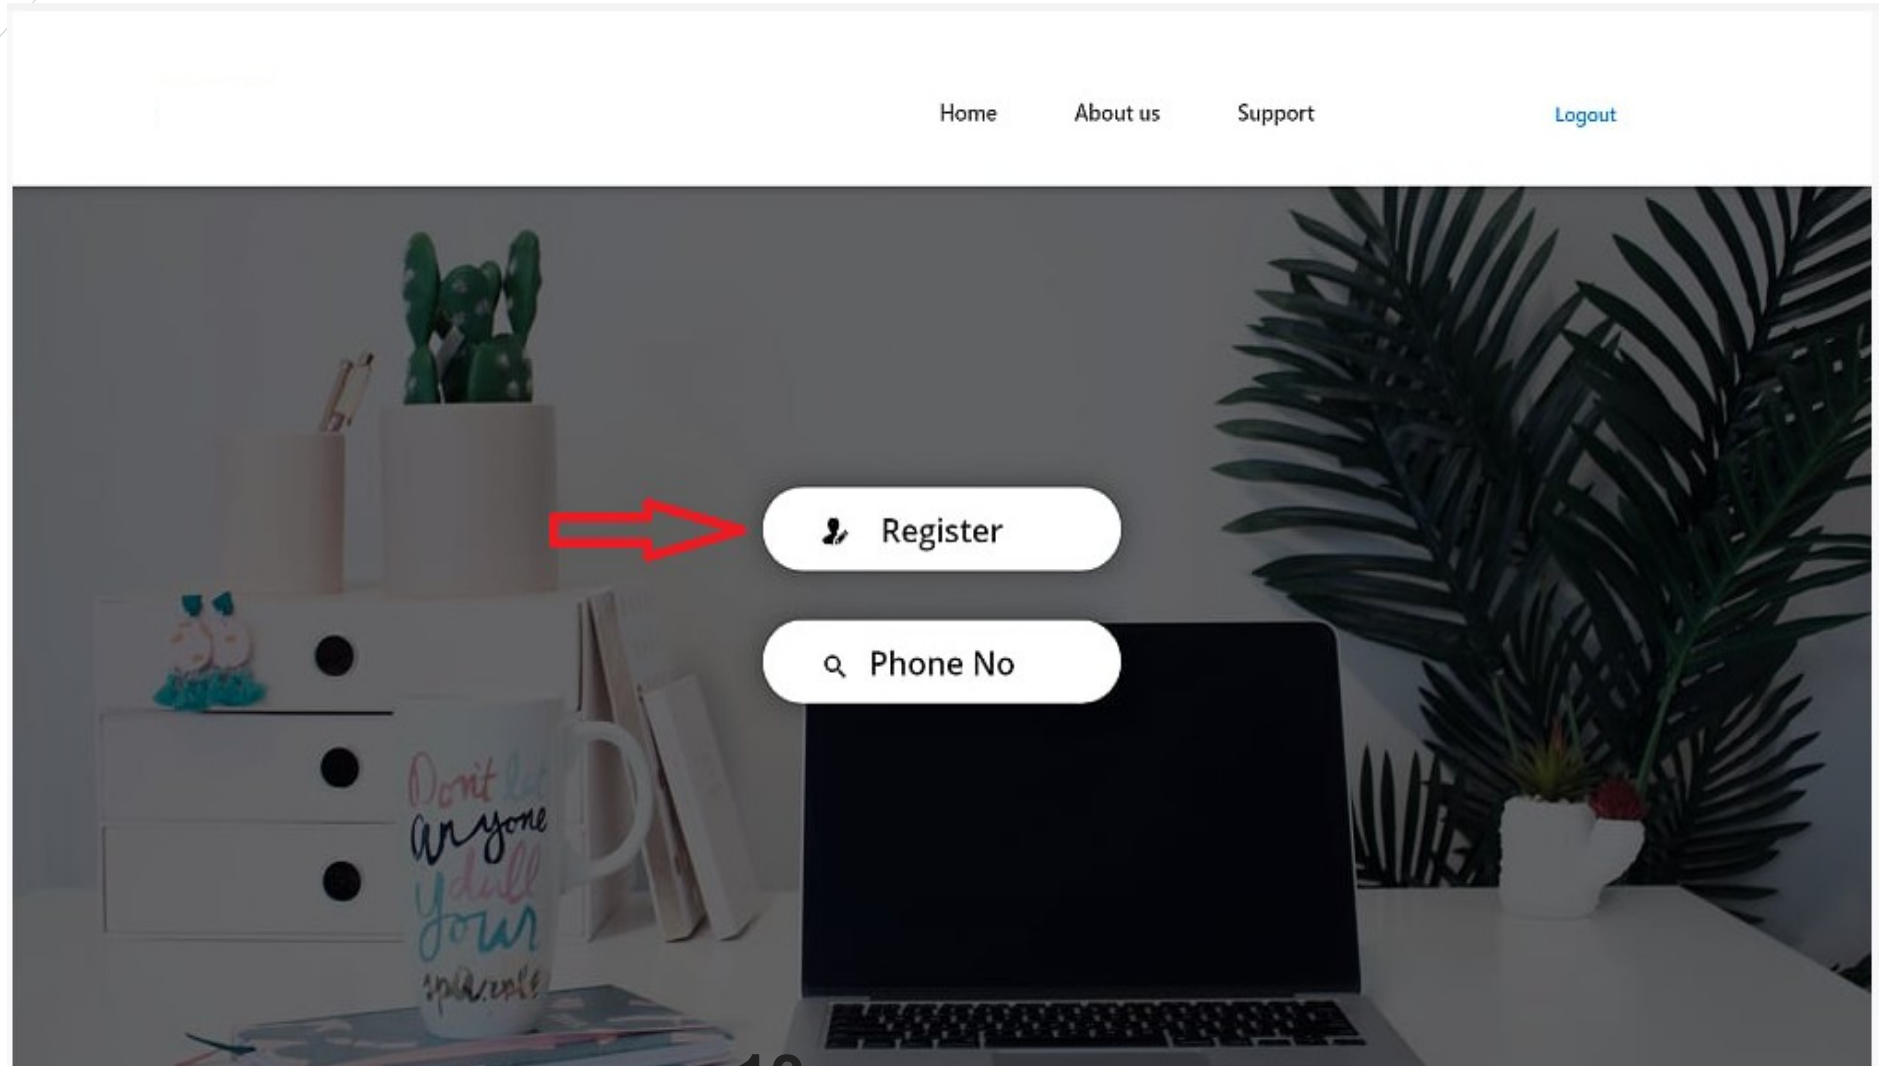 Home About us Support Logout
Register
Phone No
Don't let
anyone
dull
your
sparkle